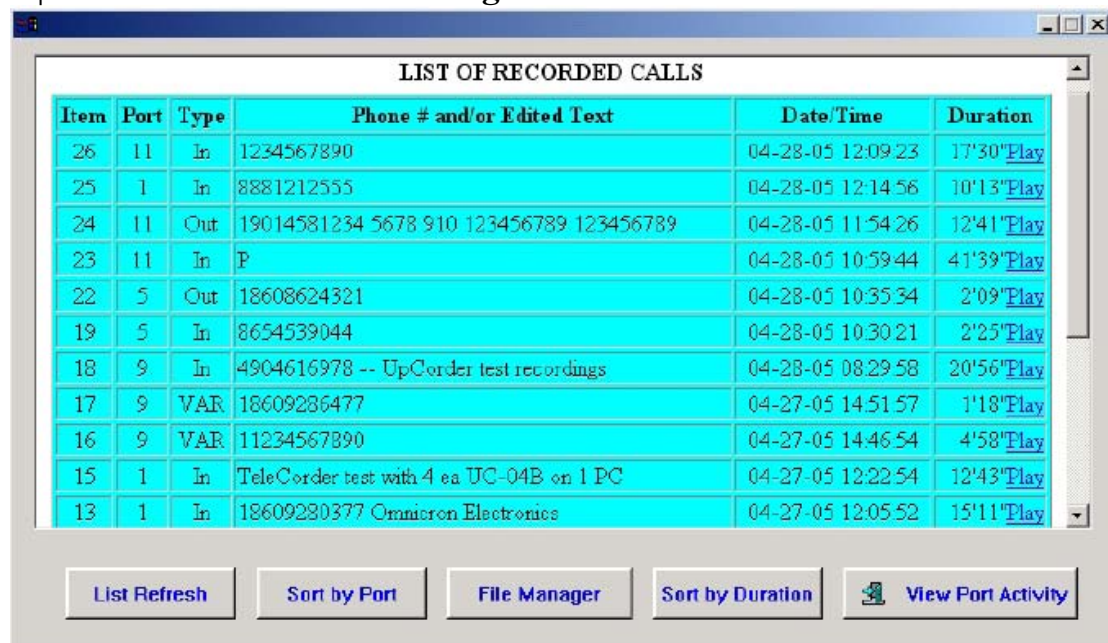 LIST OF RECORDED CALLS
Item Port Type Phone # and/or Edited Text Date/Time Duration
26 11 In 1234567890 04-28-05 12:09:23 17'30"Play
25 1 In 8881212555 04-28-05 12:14:56 10'13"Play
24 11 Out 19014581234 5678 910 123456789 123456789 04-28-05 11:54:26 12'41"Play
23 11 In P 04-28-05 10:59:44 41'39"Play
22 5 Out 18608624321 04-28-05 10:35:34 2'09"Play
19 5 In 8654539044 04-28-05 10:30:21 2'25"Play
18 9 In 4904616978 -- UpCorder test recordings 04-28-05 08:29:58 20'56"Play
17 9 VAR 18609286477 04-27-05 14:51:57 1'18"Play
16 9 VAR 11234567890 04-27-05 14:46:54 4'58"Play
15 1 In TeleCorder test with 4 ea UC-04B on 1 PC 04-27-05 12:22:54 12'43"Play
13 1 In 18609280377 Omnicron Electronics 04-27-05 12:05:52 15'11"Play
List Refresh Sort by Port File Manager Sort by Duration View Port Activity